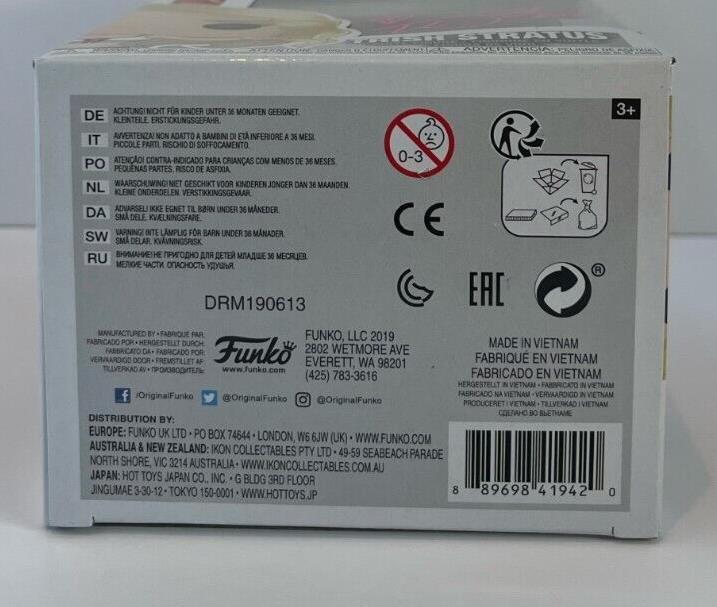 TRISH STRATUS
ADVERTENCIA: PELIGRO DE ASFIXIA
3+
DE ACHTUNG! NICHT FÜR KINDER UNTER 36 MONATEN GEEIGNET.
KLEINTEILE. ERSTICKUNGSGEFAHR.
IT AVVERTENZA! NON ADATTO A BAMBINI DI ETÀ INFERIORE A 36 MESI.
PICCOLE PARTI. RISCHIO DI SOFFOCAMENTO.
PO ATENÇÃO! CONTRA-INDICADO PARA CRIANÇAS COM MENOS DE 36 MESES.
PEQUENAS PARTES. RISCO DE ASFIXIA.
NL WAARSCHUWING! NIET GESCHIKT VOOR KINDEREN JONGER DAN 36 MAANDEN.
KLEINE ONDERDELEN. VERSTIKKINGSGEVAAR.
DA ADVARSEL! IKKE EGNET TIL BØRN UNDER 36 MÅNEDER.
SMÅ DELE. KVÆLNINGSFARE.
SW VARNING! INTE LÄMPLIG FÖR BARN UNDER 36 MÅNADER.
SMÅ DELAR. KVÄVNINGSRISK.
RU ВНИМАНИЕ! НЕ ПРИГОДНО ДЛЯ ДЕТЕЙ МЛАДШЕ 36 МЕСЯЦЕВ.
МЕЛКИЕ ЧАСТИ. ОПАСНОСТЬ УДУШЬЯ.
0-3
CE
EAC
®
DRM190613
MANUFACTURED BY • FABRIQUÉ PAR:
FABRICADO POR • HERGESTELLT DURCH:
FABBRICATO DA • FABRICADO POR:
VERVAARDIGD DOOR • FREMSTILLET AF:
TILLVERKAD AV • ПРОИЗВОДИТЕЛЬ:
Funko
www.funko.com
FUNKO, LLC 2019
2802 WETMORE AVE
EVERETT, WA 98201
(425) 783-3616
f /OriginalFunko @OriginalFunko @OriginalFunko
MADE IN VIETNAM
FABRIQUÉ EN VIETNAM
FABRICADO EN VIETNAM
HERGESTELLT IN VIETNAM • FABBRICATO IN VIETNAM
FABRICADO NA VIETNAM • VERVAARDIGD IN VIETNAM
PRODUCERET I VIETNAM • TILLVERKAD I VIETNAM
СДЕЛАНО ВО ВЬЕТНАМЕ
DISTRIBUTION BY:
EUROPE: FUNKO UK LTD • PO BOX 74644 • LONDON, W6 6JW (UK) • WWW.FUNKO.COM
AUSTRALIA & NEW ZEALAND: IKON COLLECTABLES PTY LTD • 49-59 SEABEACH PARADE
NORTH SHORE, VIC 3214 AUSTRALIA • WWW.IKONCOLLECTABLES.COM.AU
JAPAN: HOT TOYS JAPAN CO., INC. • G BLDG 3RD FLOOR
JINGUMAE 3-30-12 • TOKYO 150-0001 • WWW.HOTTOYS.JP
8 89698 41942 0